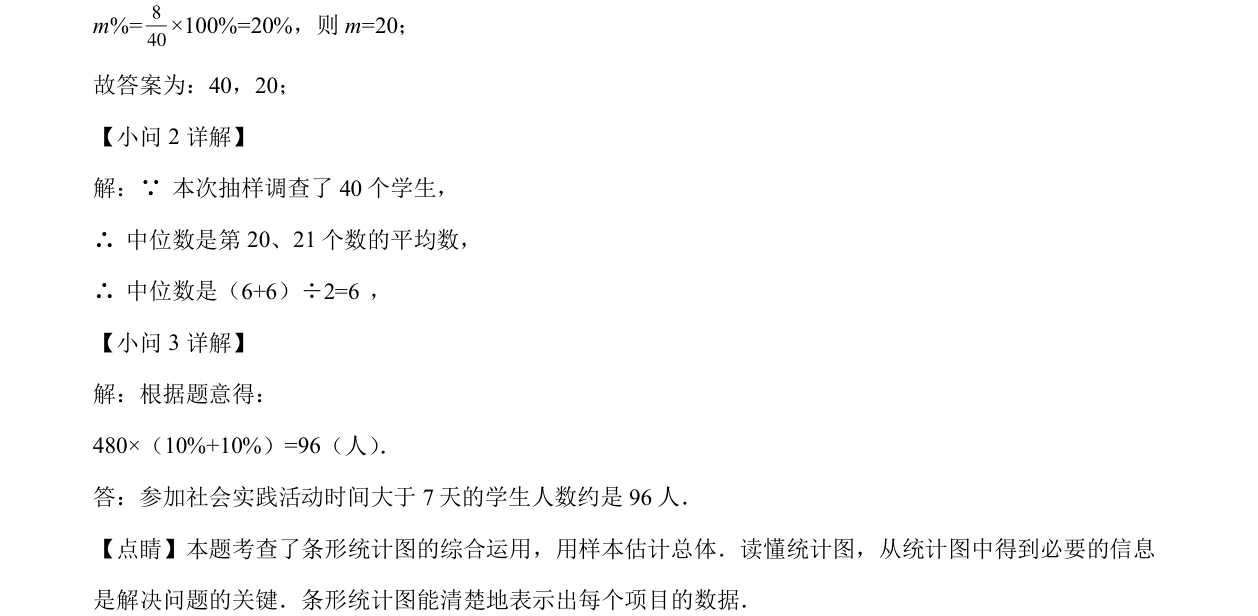 m%=8/40×100%=20%，则 m=20；
故答案为：40，20；
【小问 2 详解】
解：∵ 本次抽样调查了 40 个学生，
∴ 中位数是第 20、21 个数的平均数，
∴ 中位数是（6+6）÷2=6 ，
【小问 3 详解】
解：根据题意得：
480×（10%+10%）=96（人）．
答：参加社会实践活动时间大于 7 天的学生人数约是 96 人．
【点睛】本题考查了条形统计图的综合运用，用样本估计总体．读懂统计图，从统计图中得到必要的信息
是解决问题的关键．条形统计图能清楚地表示出每个项目的数据．